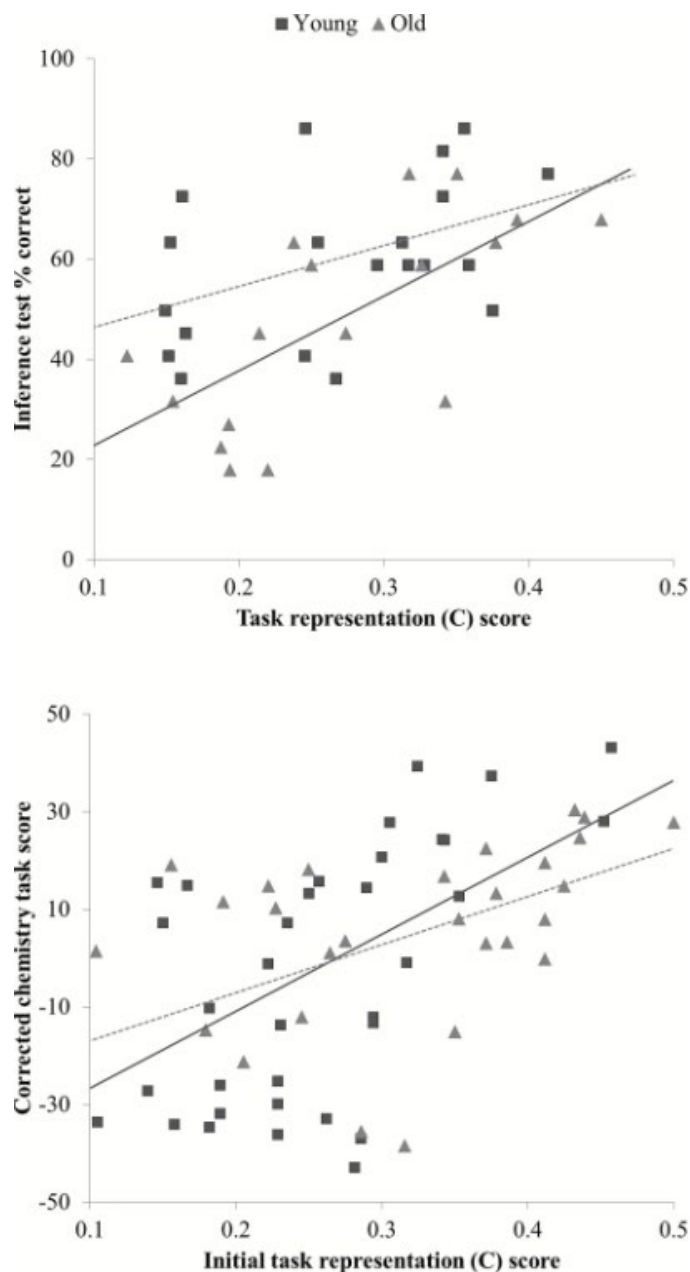 Young Old
Inference test % correct
100
80
60
40
20
0
0.1 0.2 0.3 0.4 0.5
Task representation (C) score
Corrected chemistry task score
50
30
10
-10
-30
-50
0.1 0.2 0.3 0.4 0.5
Initial task representation (C) score